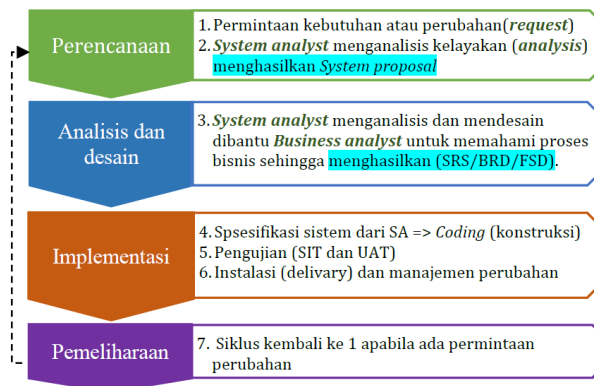 Perencanaan
1. Permintaan kebutuhan atau perubahan(request)
2. System analyst menganalisis kelayakan (analysis)
menghasilkan System proposal
Analisis dan
desain
3. System analyst menganalisis dan mendesain
dibantu Business analyst untuk memahami proses
bisnis sehingga menghasilkan (SRS/BRD/FSD).
Implementasi
4. Spsesifikasi sistem dari SA => Coding (konstruksi)
5. Pengujian (SIT dan UAT)
6. Instalasi (delivary) dan manajemen perubahan
Pemeliharaan
7. Siklus kembali ke 1 apabila ada permintaan
perubahan